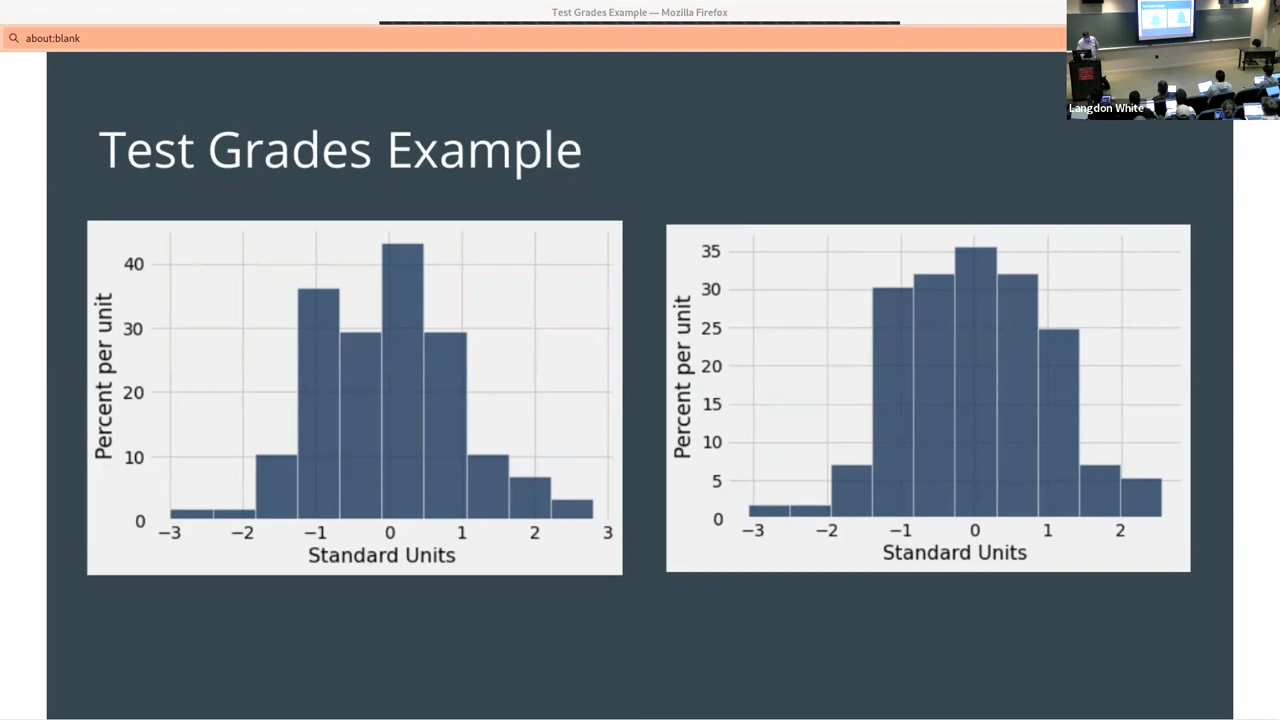 Test Grades Example — Mozilla Firefox
about:blank
Langdon White
Test Grades Example
Percent per unit
40
30
20
10
0
−3 −2 −1 0 1 2 3
Standard Units
Percent per unit
35
30
25
20
15
10
5
0
−3 −2 −1 0 1 2
Standard Units